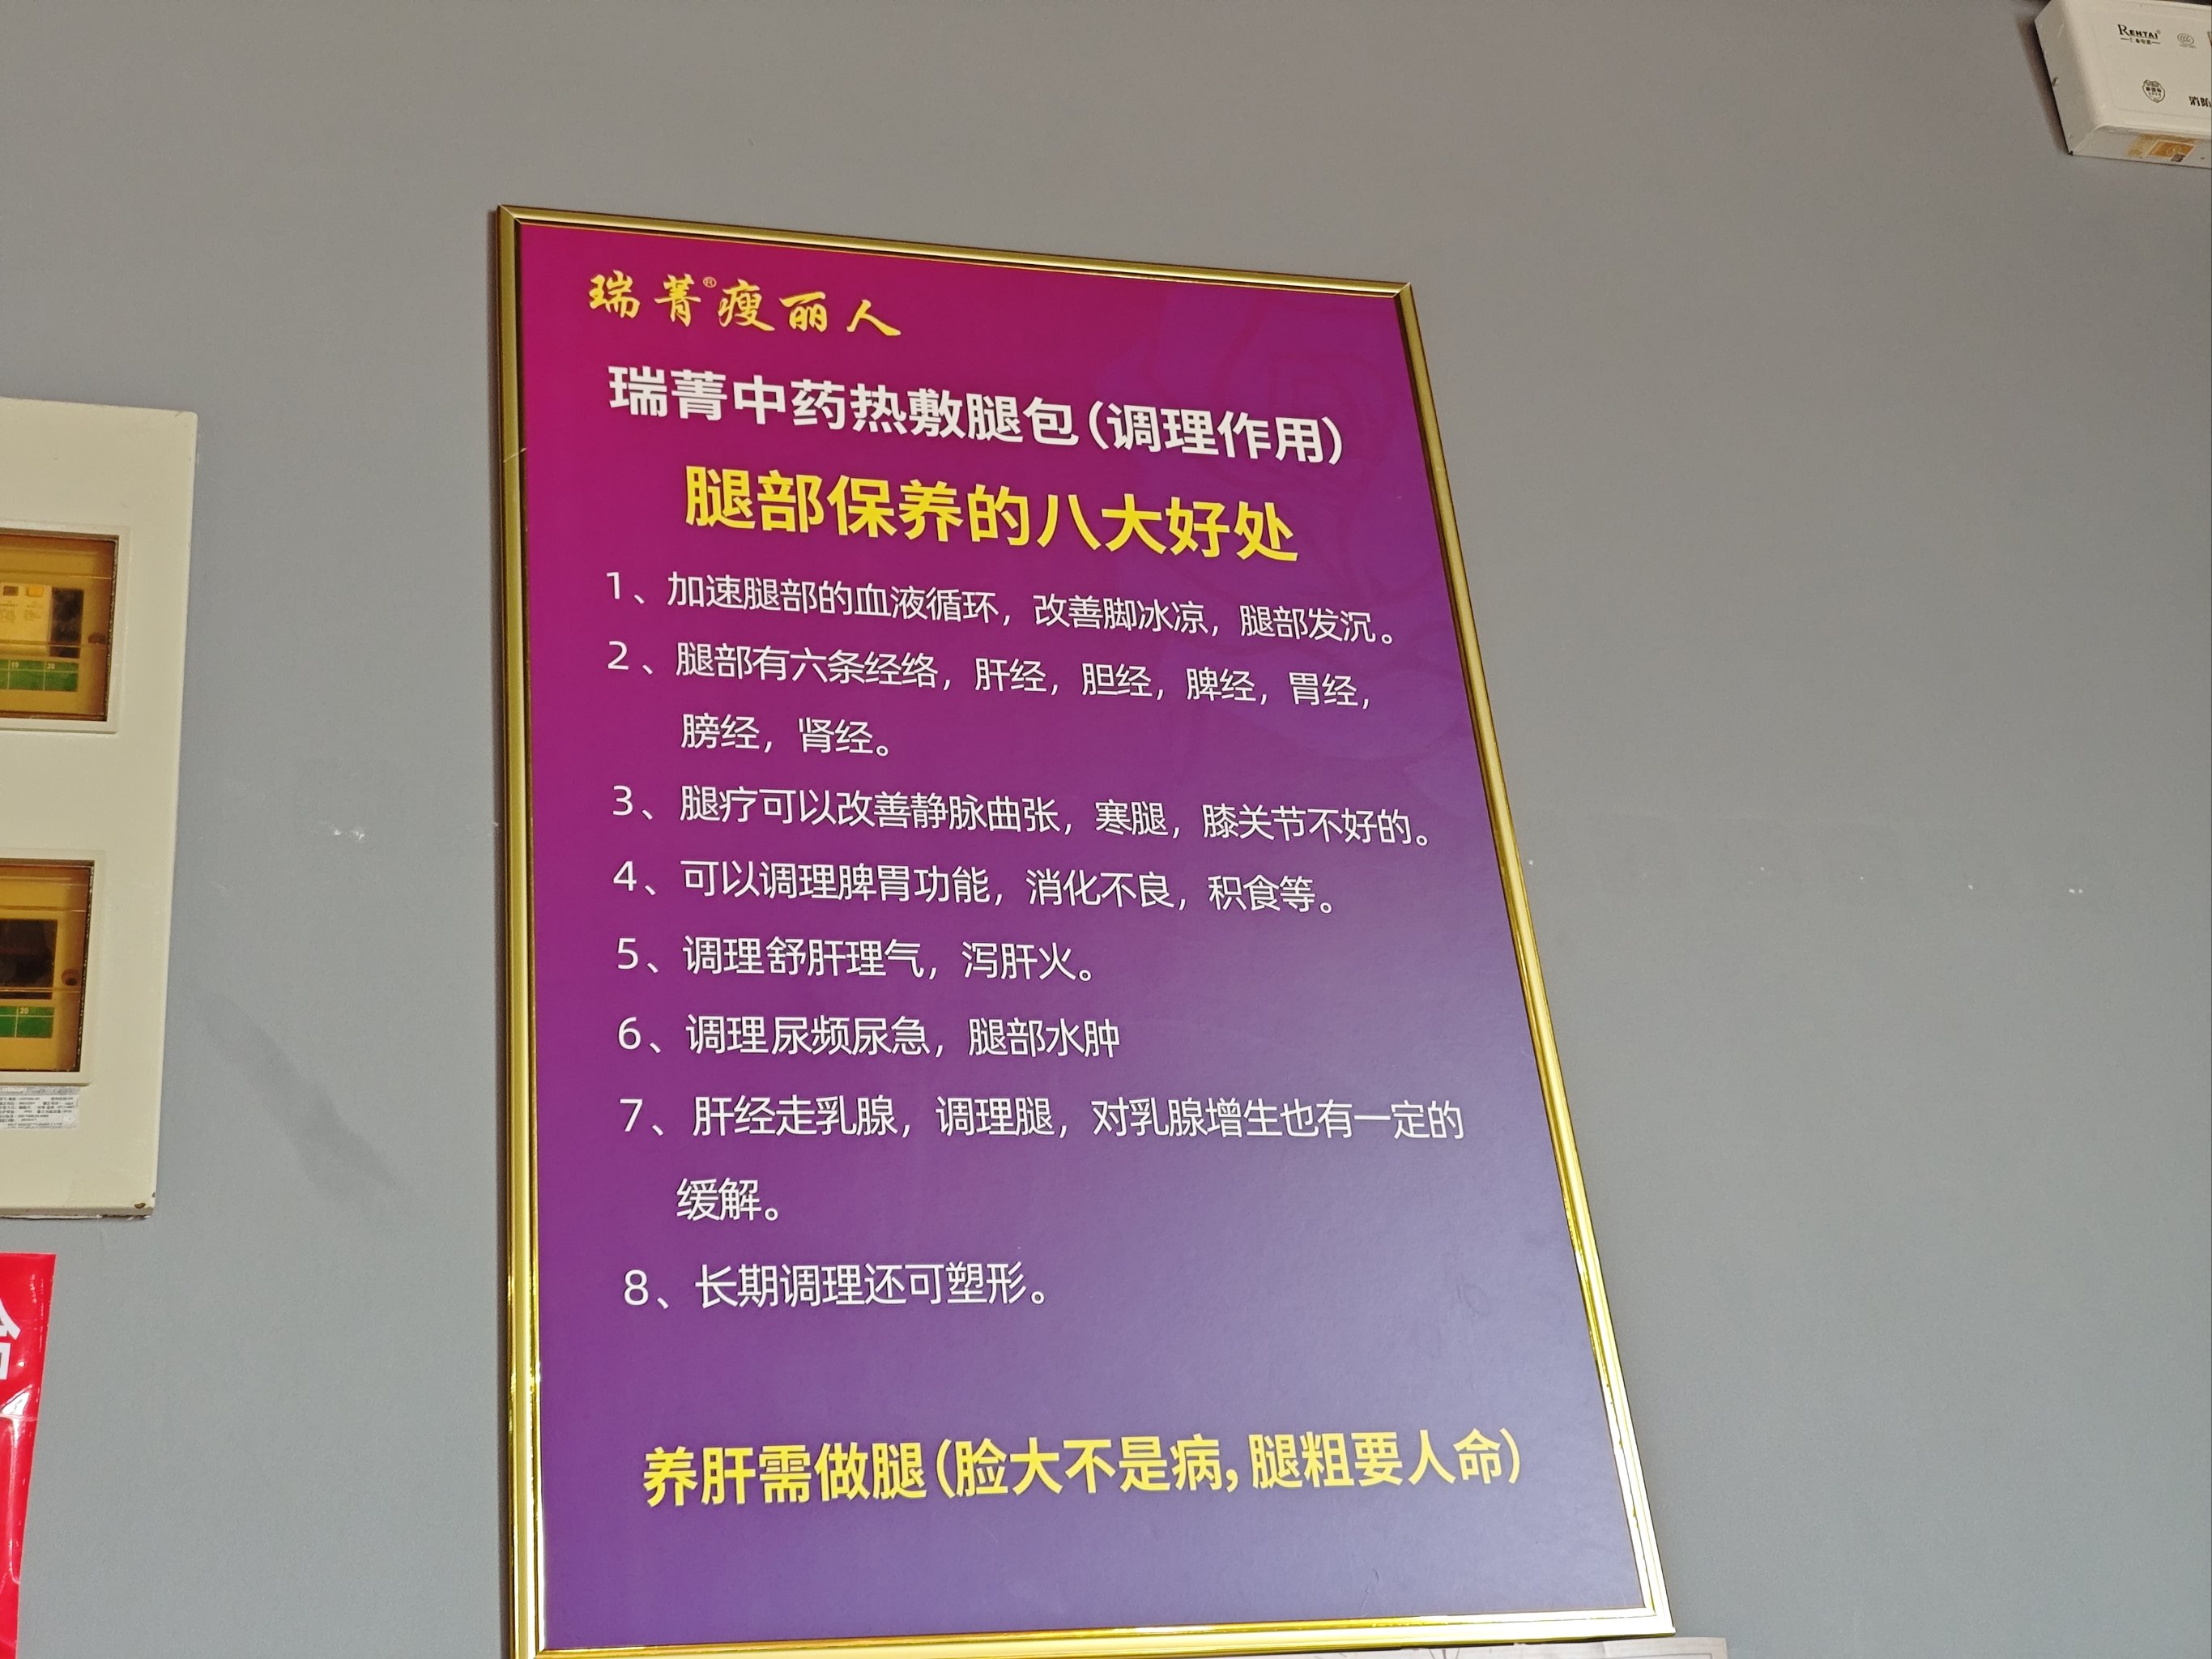 瑞菁®瘦丽人
瑞菁中药热敷腿包（调理作用）
腿部保养的八大好处
1、加速腿部的血液循环，改善脚冰凉，腿部发沉。
2、腿部有六条经络，肝经，胆经，脾经，胃经，
膀经，肾经。
3、腿疗可以改善静脉曲张，寒腿，膝关节不好的。
4、可以调理脾胃功能，消化不良，积食等。
5、调理舒肝理气，泻肝火。
6、调理尿频尿急，腿部水肿
7、肝经走乳腺，调理腿，对乳腺增生也有一定的
缓解。
8、长期调理还可塑形。
养肝需做腿（脸大不是病，腿粗要人命）
RENTAI
消防
19 20
20